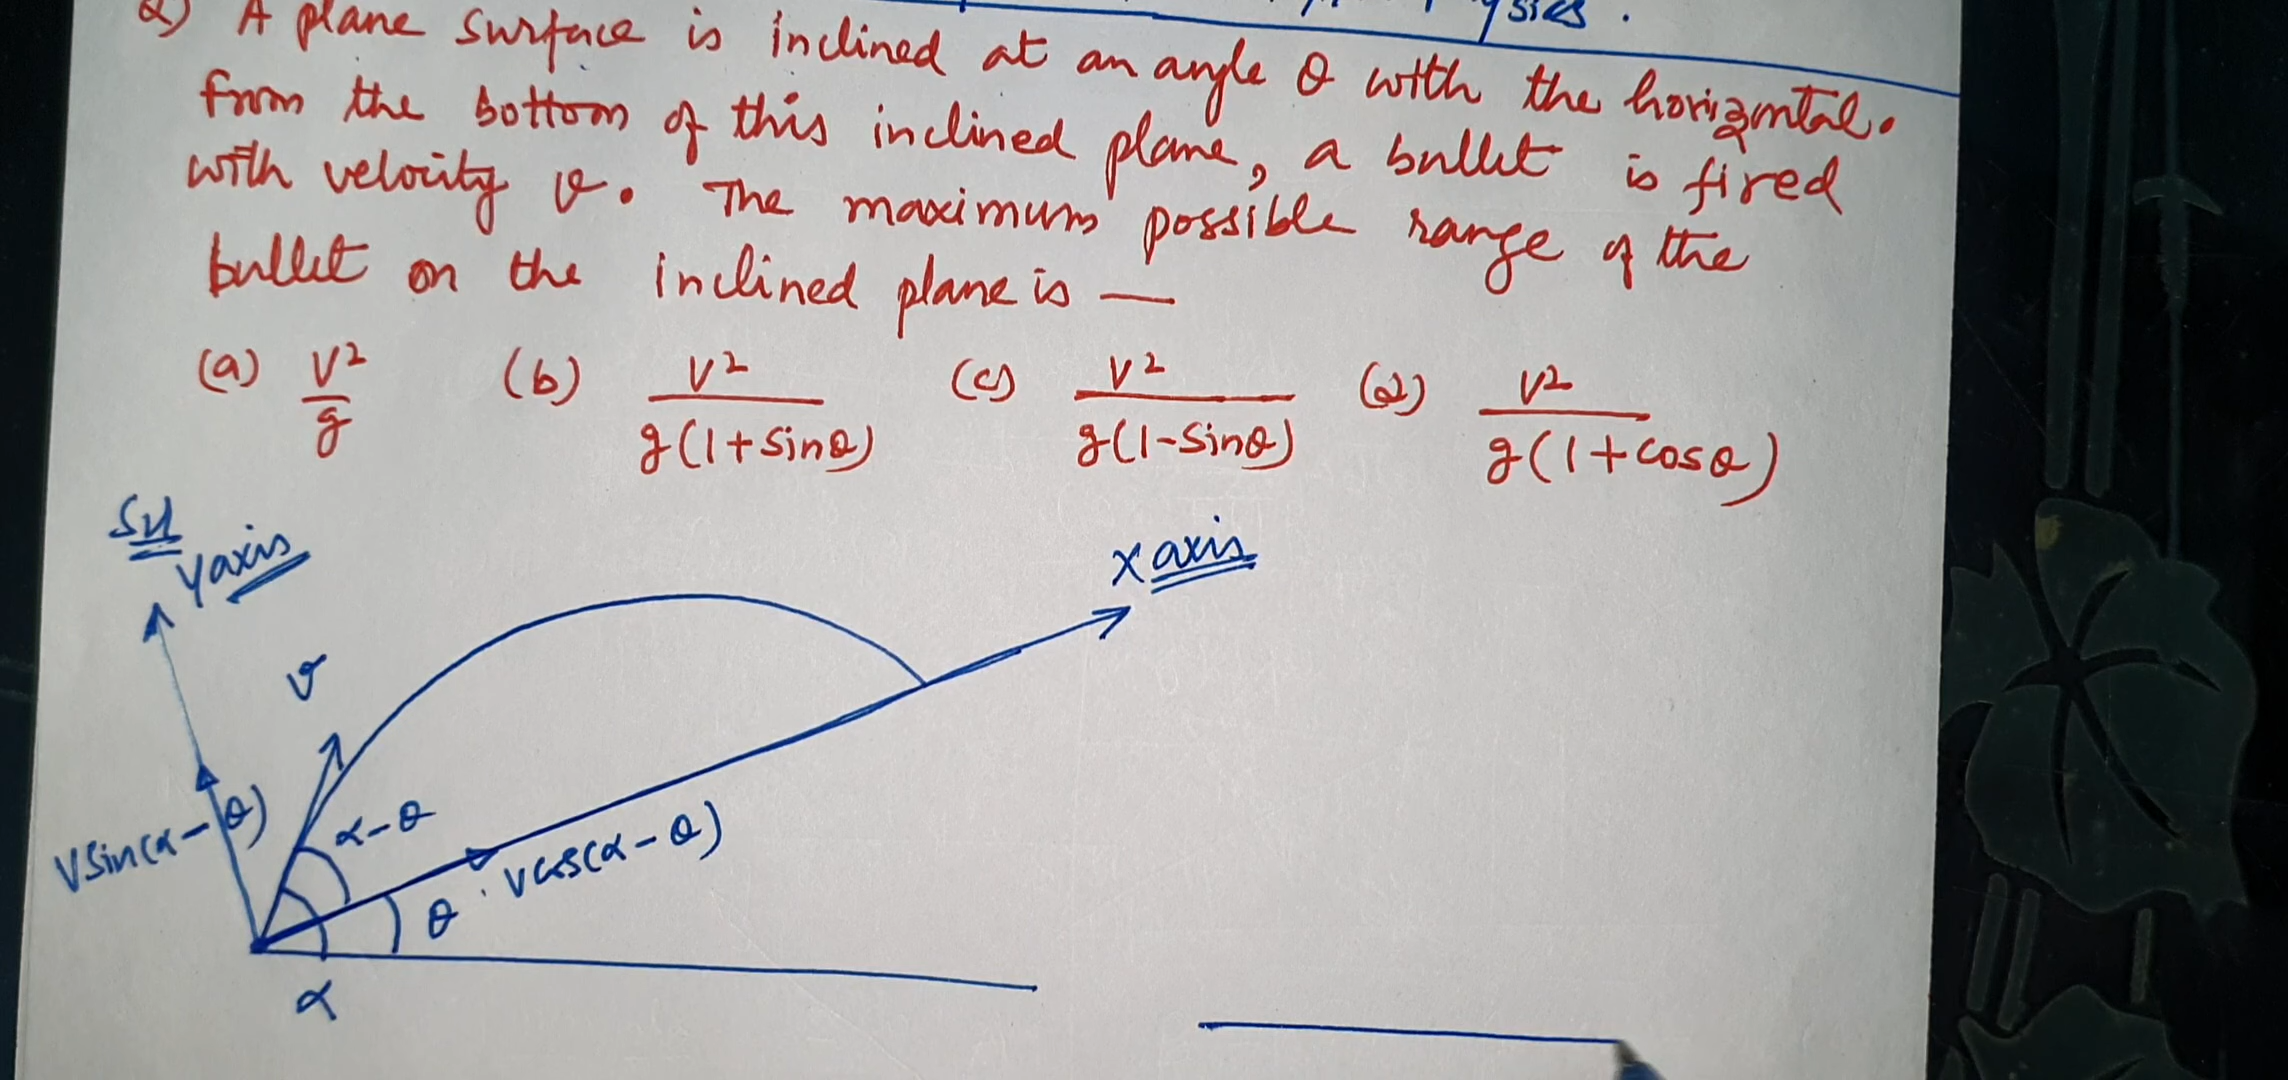 2) A plane surface is inclined at an angle θ with the horizontal.
from the bottom of this inclined plane, a bullet is fired
with velocity v. The maximum possible range of the
bullet on the inclined plane is —
(a) V²/g (b) V²/g(1+sinθ) (c) V²/g(1-sinθ) (d) V²/g(1+cosθ)
Y axis
X axis
v
Vsin(α-θ)
α-θ
θ
Vcos(α-θ)
α